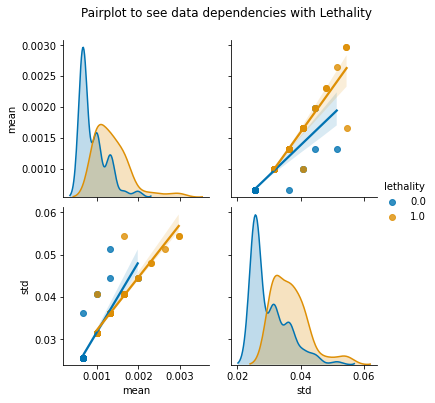 Pairplot to see data dependencies with Lethality
0.0030
0.0025
0.0020
0.0015
0.0010
mean
lethality
0.0
1.0
0.06
0.05
0.04
0.03
std
0.001 0.002 0.003
0.02 0.04 0.06
mean
std